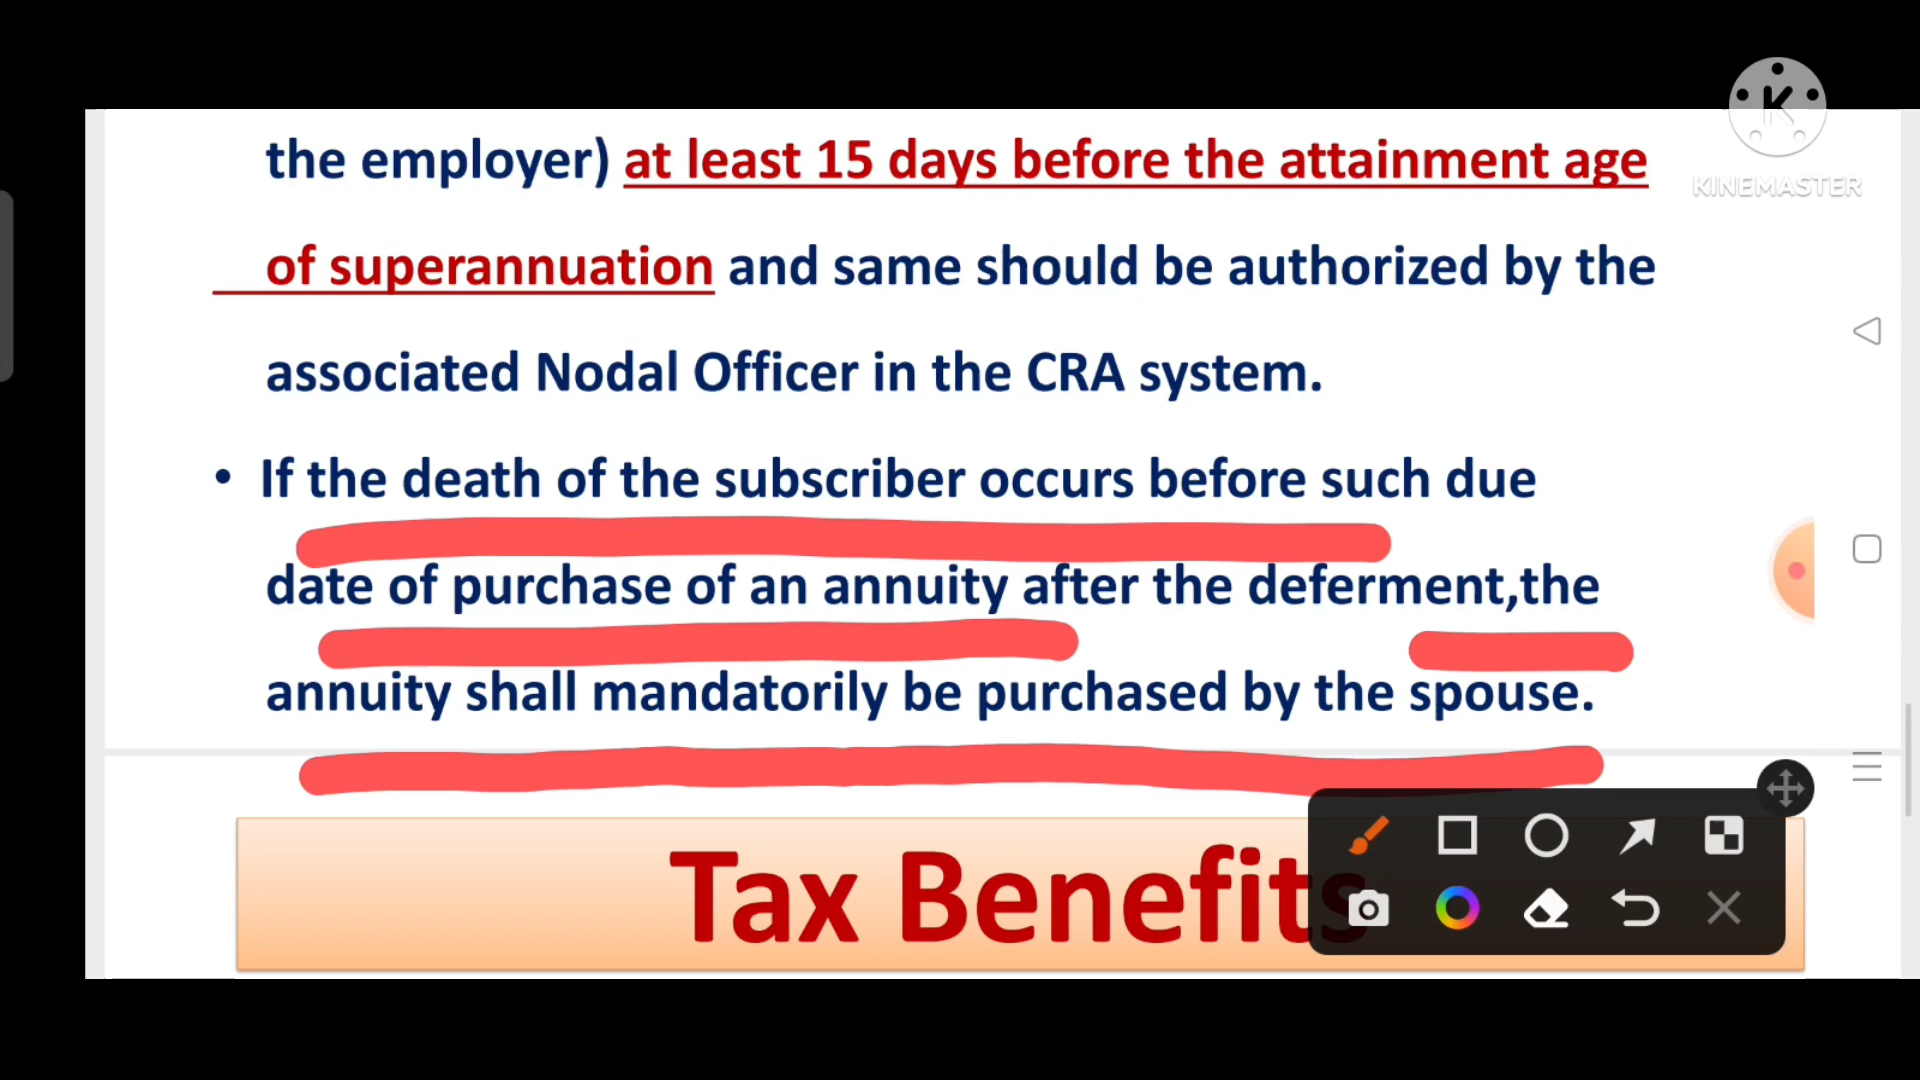 the employer) at least 15 days before the attainment age
KINEMASTER
of superannuation and same should be authorized by the
associated Nodal Officer in the CRA system.
• If the death of the subscriber occurs before such due
date of purchase of an annuity after the deferment,the
annuity shall mandatorily be purchased by the spouse.
Tax Benefits